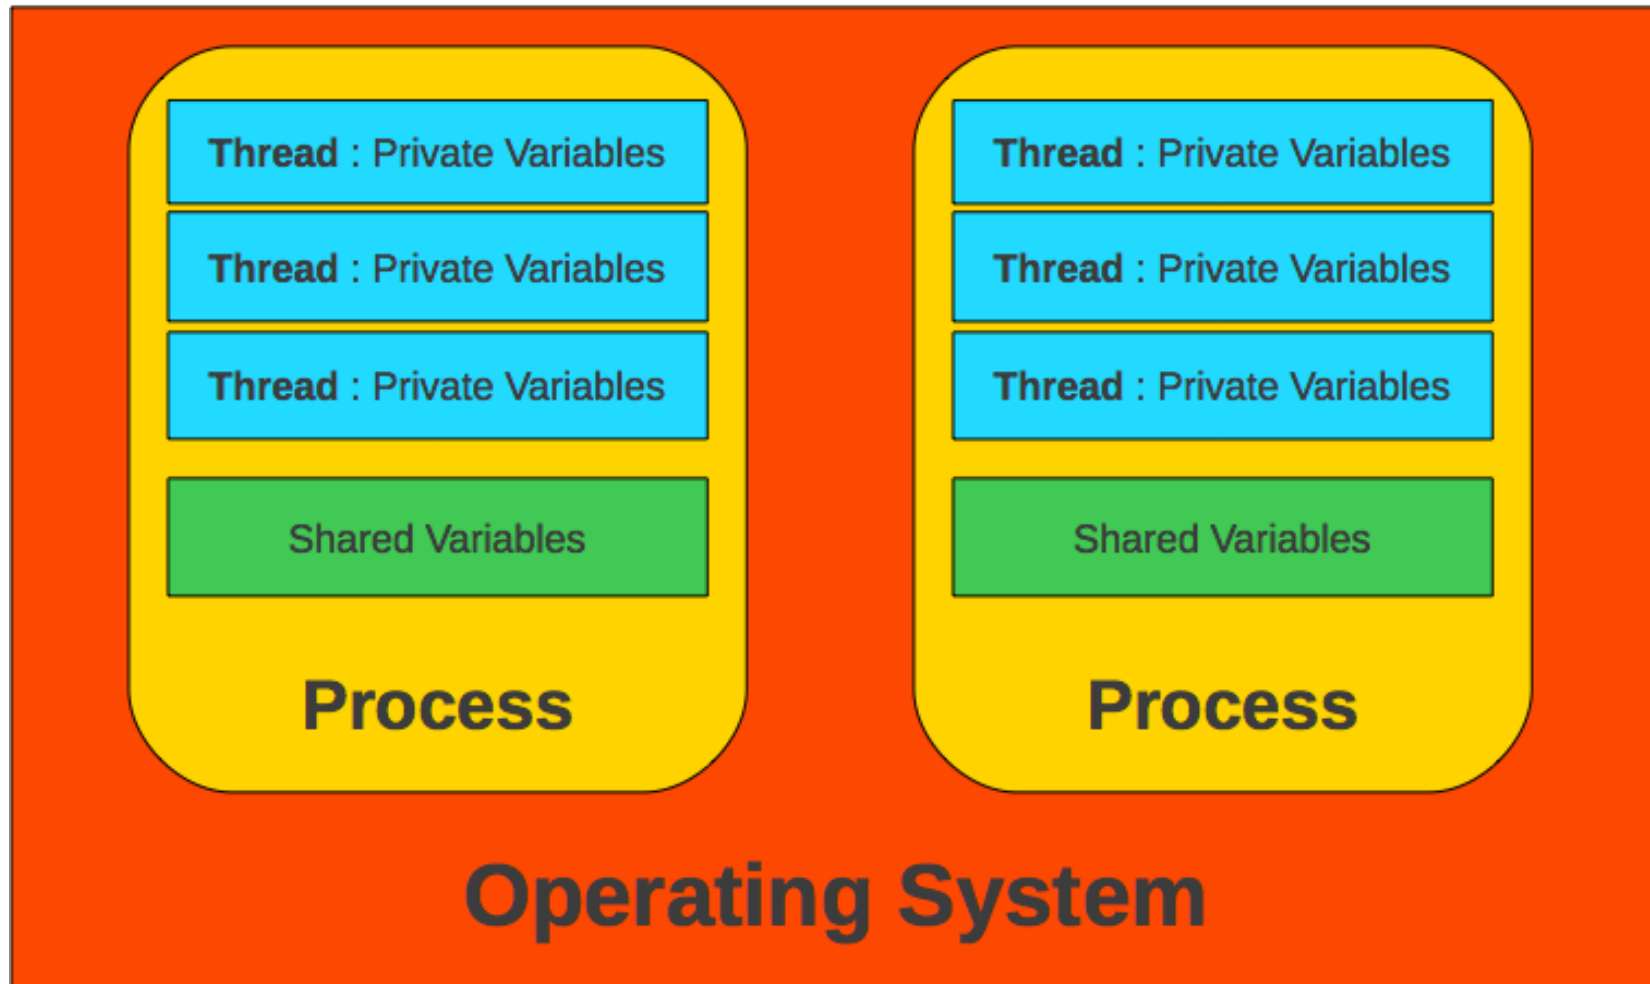 Thread : Private Variables
Thread : Private Variables
Thread : Private Variables
Shared Variables
Process
Thread : Private Variables
Thread : Private Variables
Thread : Private Variables
Shared Variables
Process
Operating System